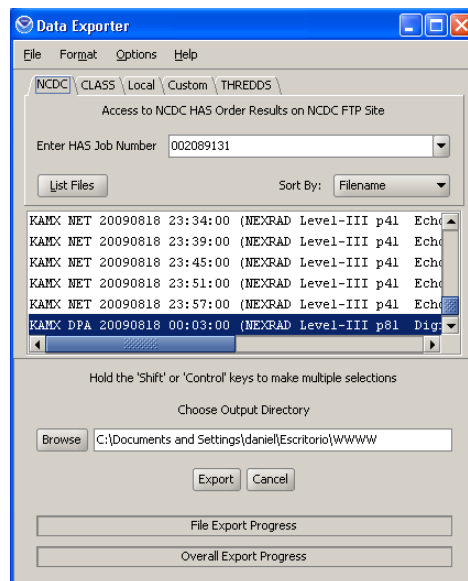 Data Exporter
File Format Options Help
NCDC CLASS Local Custom THREDDS
Access to NCDC HAS Order Results on NCDC FTP Site
Enter HAS Job Number 002089131
List Files Sort By: Filename
KAMX NET 20090818 23:34:00 (NEXRAD Level-III p41 Echo
KAMX NET 20090818 23:39:00 (NEXRAD Level-III p41 Echo
KAMX NET 20090818 23:45:00 (NEXRAD Level-III p41 Echo
KAMX NET 20090818 23:51:00 (NEXRAD Level-III p41 Echo
KAMX NET 20090818 23:57:00 (NEXRAD Level-III p41 Echo
KAMX DPA 20090818 00:03:00 (NEXRAD Level-III p81 Dig
Hold the 'Shift' or 'Control' keys to make multiple selections
Choose Output Directory
Browse C:\Documents and Settings\daniel\Escritorio\WWWW
Export Cancel
File Export Progress
Overall Export Progress